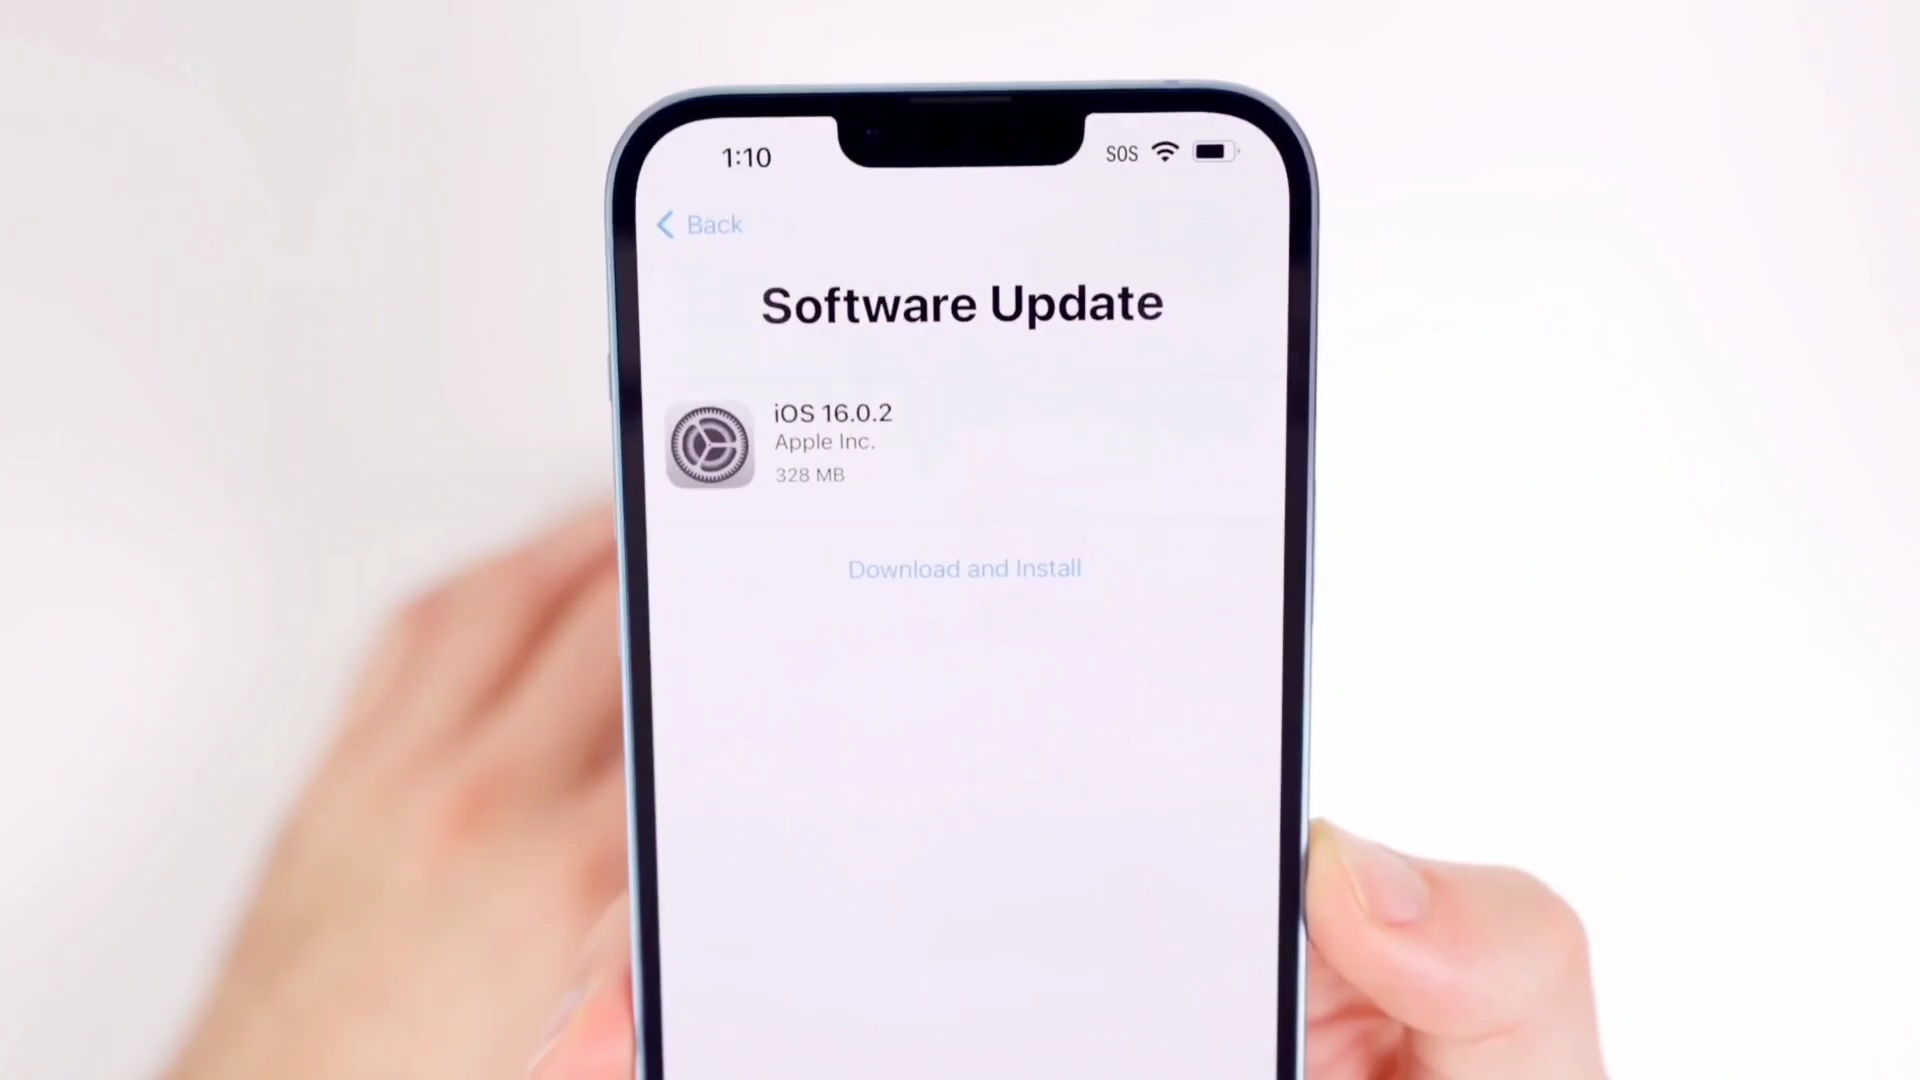 1:10
SOS
Back
Software Update
iOS 16.0.2
Apple Inc.
328 MB
Download and Install